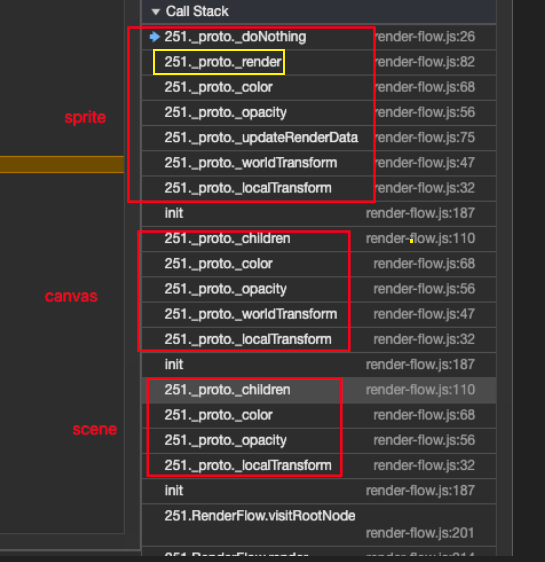 Call Stack
251._proto._doNothing render-flow.js:26
251._proto._render render-flow.js:82
251._proto._color render-flow.js:68
sprite 251._proto._opacity render-flow.js:56
251._proto._updateRenderData render-flow.js:75
251._proto._worldTransform render-flow.js:47
251._proto._localTransform render-flow.js:32
init render-flow.js:187
251._proto._children render-flow.js:110
251._proto._color render-flow.js:68
canvas 251._proto._opacity render-flow.js:56
251._proto._worldTransform render-flow.js:47
251._proto._localTransform render-flow.js:32
init render-flow.js:187
251._proto._children render-flow.js:110
251._proto._color render-flow.js:68
scene 251._proto._opacity render-flow.js:56
251._proto._localTransform render-flow.js:32
init render-flow.js:187
251.RenderFlow.visitRootNode
render-flow.js:201
251.RenderFlow.render